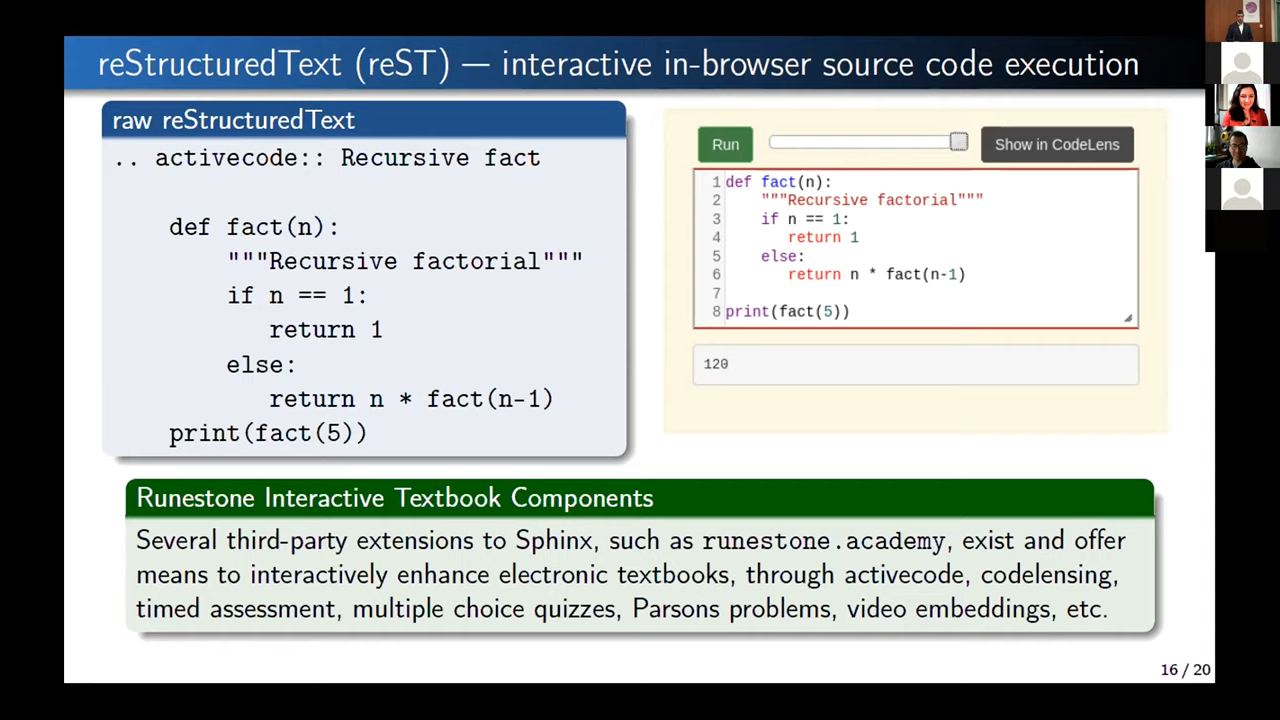 reStructuredText (reST) — interactive in-browser source code execution
raw reStructuredText
.. activecode:: Recursive fact
def fact(n):
"""Recursive factorial"""
if n == 1:
return 1
else:
return n * fact(n-1)
print(fact(5))
Run
Show in CodeLens
1 def fact(n):
2 """Recursive factorial"""
3 if n == 1:
4 return 1
5 else:
6 return n * fact(n-1)
7
8 print(fact(5))
120
Runestone Interactive Textbook Components
Several third-party extensions to Sphinx, such as runestone.academy, exist and offer
means to interactively enhance electronic textbooks, through activecode, codelensing,
timed assessment, multiple choice quizzes, Parsons problems, video embeddings, etc.
16 / 20